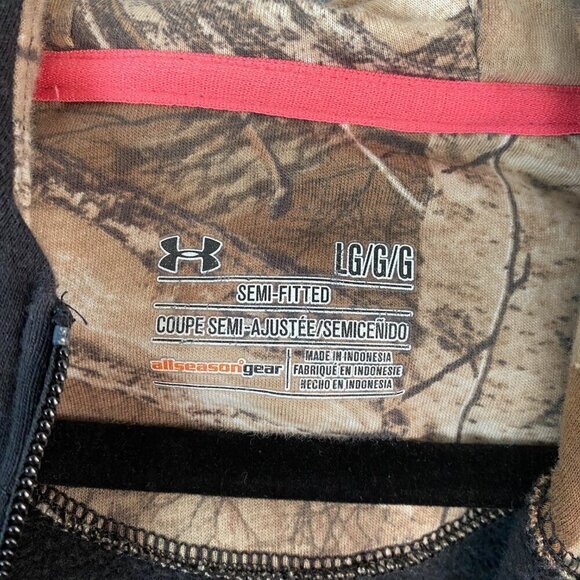 LG/G/G
SEMI-FITTED
COUPE SEMI-AJUSTÉE/SEMICEÑIDO
allseasongear
MADE IN INDONESIA
FABRIQUÉ EN INDONESIE
HECHO EN INDONESIA